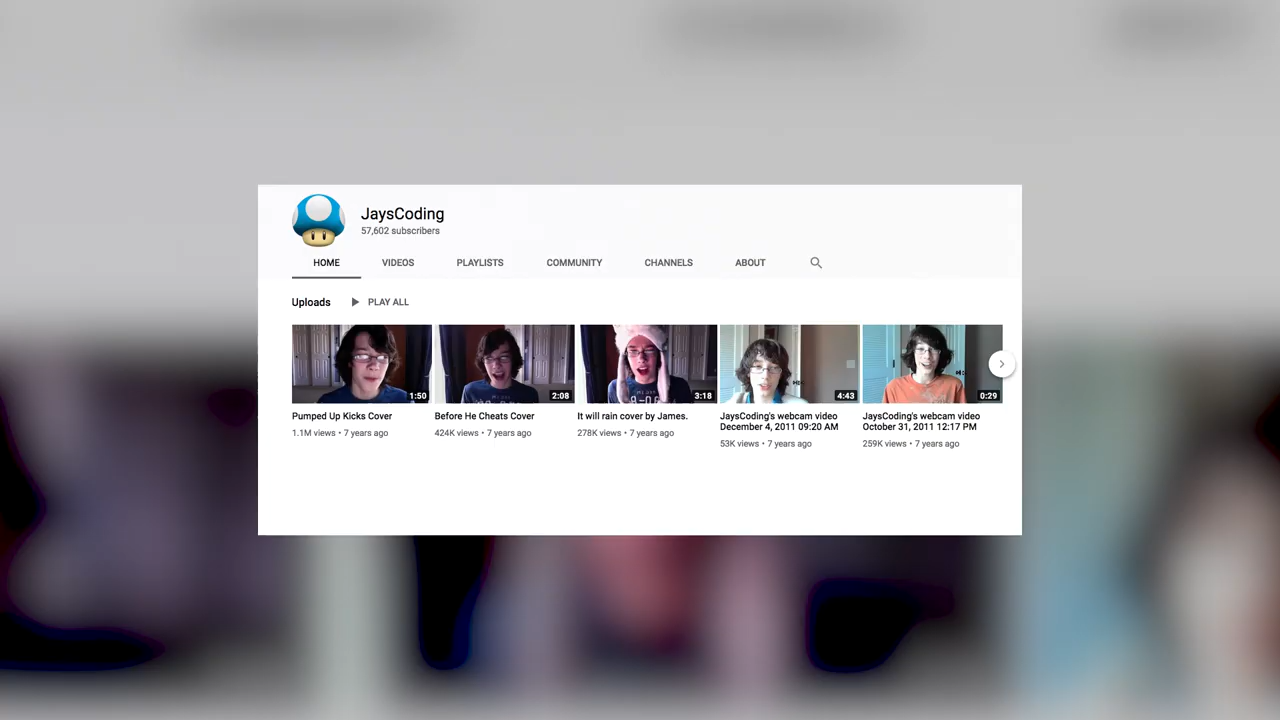 JaysCoding
57,602 subscribers
HOME VIDEOS PLAYLISTS COMMUNITY CHANNELS ABOUT
Uploads PLAY ALL
1:50 2:08 3:18 4:43 0:29
Pumped Up Kicks Cover
1.1M views • 7 years ago
Before He Cheats Cover
424K views • 7 years ago
It will rain cover by James.
278K views • 7 years ago
JaysCoding's webcam video
December 4, 2011 09:20 AM
53K views • 7 years ago
JaysCoding's webcam video
October 31, 2011 12:17 PM
259K views • 7 years ago